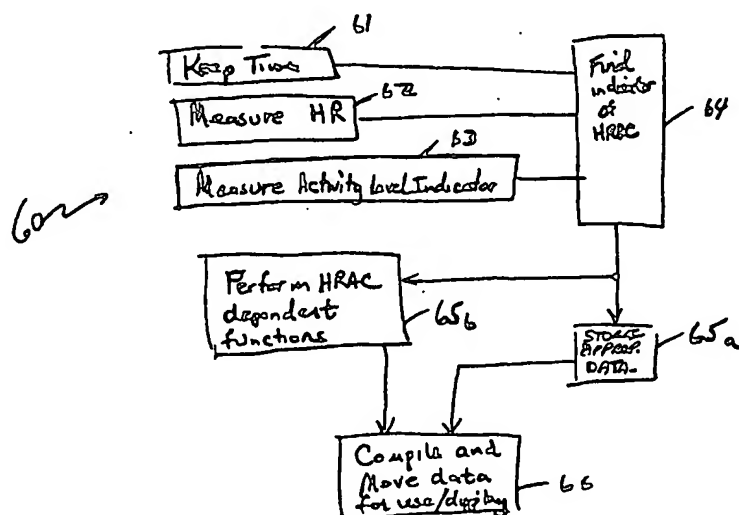 61
Keep Time
62
Measure HR
63
Measure Activity Level Indicator
Find
indicator
of
HRAC
64
60
Perform HRAC
dependent
functions
65b
STORE
APPROP.
DATA
65a
Compile and
Move data
for use/display
66